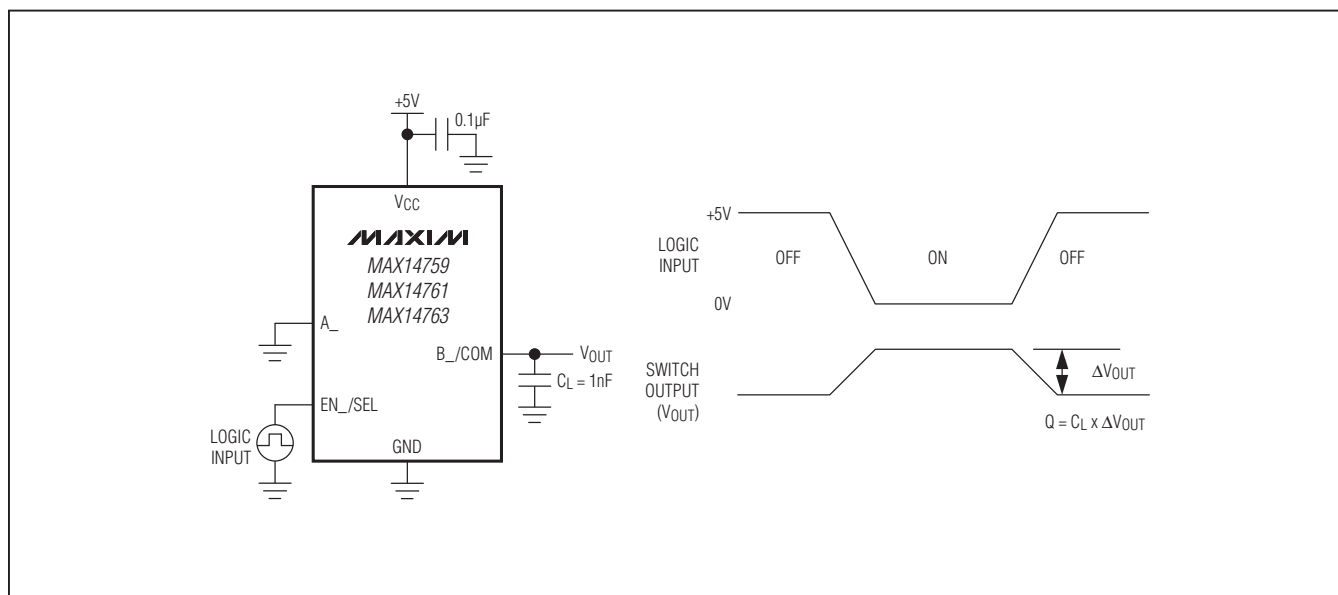 +5V
0.1µF
VCC
MAXIM
MAX14759
MAX14761
MAX14763
A_
B_/COM
VOUT
CL = 1nF
EN_/SEL
LOGIC
INPUT
GND
+5V
LOGIC
INPUT
OFF
ON
OFF
0V
SWITCH
OUTPUT
(VOUT)
ΔVOUT
Q = CL x ΔVOUT